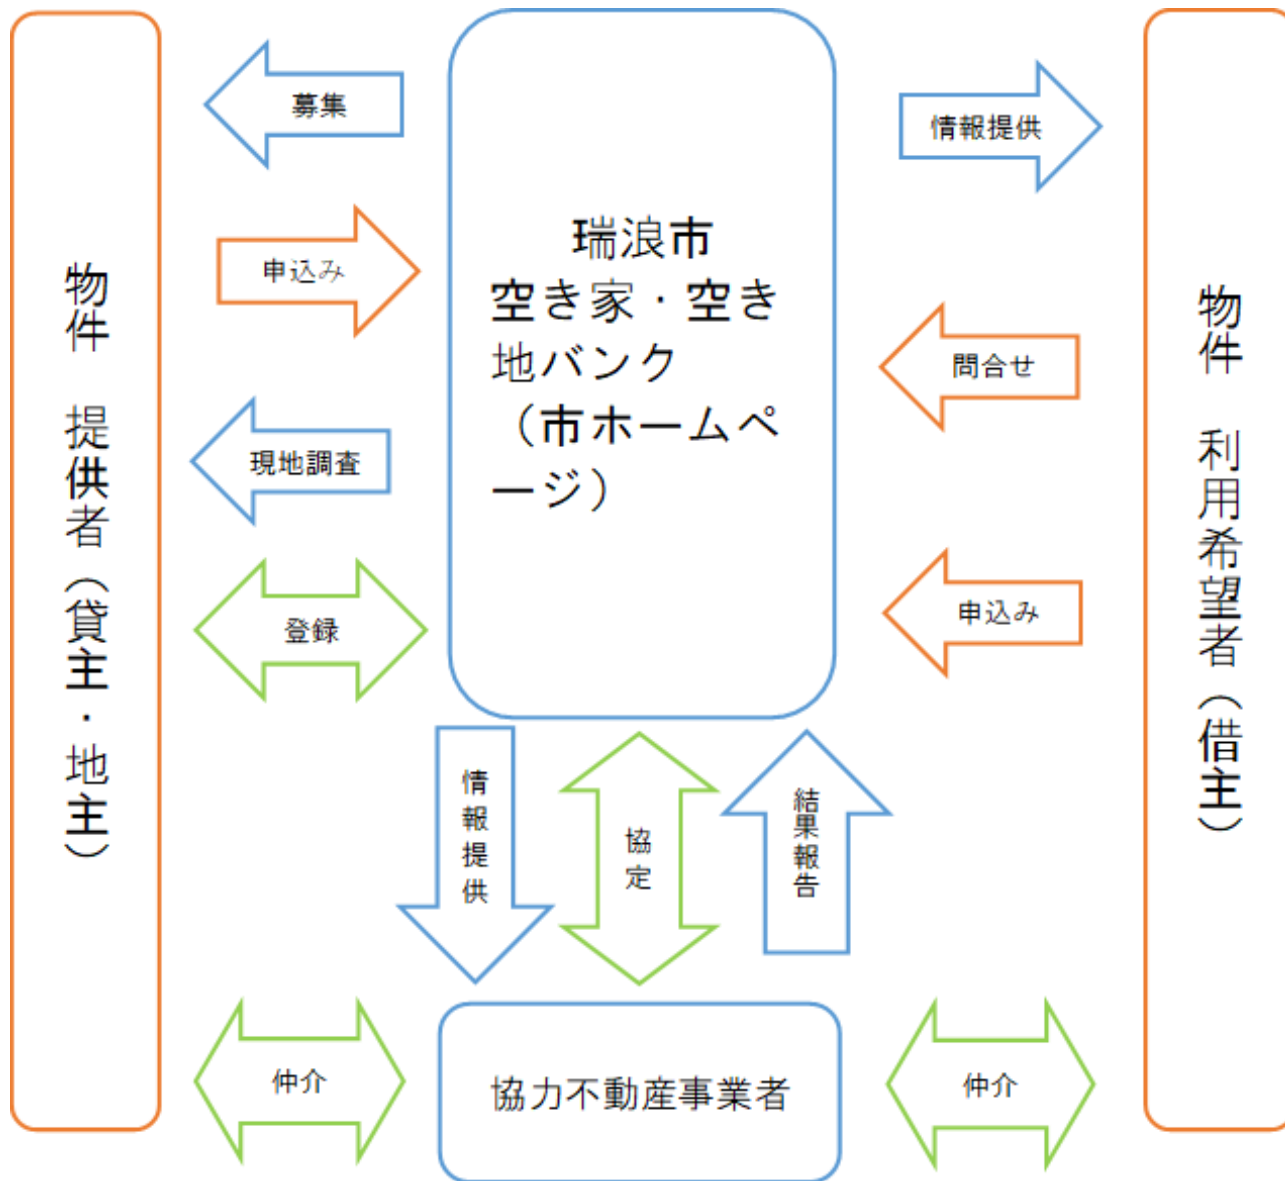 物件　提供者（貸主・地主）
募集
申込み
現地調査
登録
瑞浪市
空き家・空き
地バンク
（市ホームペ
ージ）
情報提供
問合せ
申込み
物件　利用希望者（借主）
情報提供
協定
結果報告
仲介
協力不動産事業者
仲介